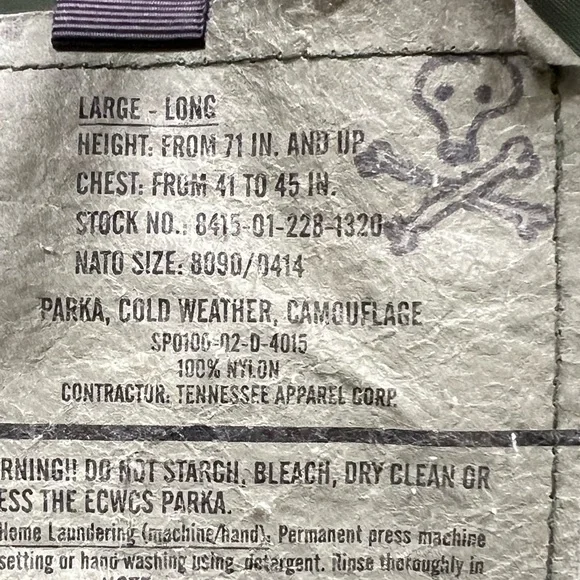 LARGE - LONG
HEIGHT: FROM 71 IN. AND UP
CHEST: FROM 41 TO 45 IN.
STOCK NO.: 8415-01-228-1320
NATO SIZE: 8090/0414
PARKA, COLD WEATHER, CAMOUFLAGE
SP0100-02-D-4015
100% NYLON
CONTRACTOR: TENNESSEE APPAREL CORP.
ARNING!! DO NOT STARCH, BLEACH, DRY CLEAN OR
ESS THE ECWCS PARKA.
Home Laundering (machine/hand): Permanent press machine
setting or hand washing using detergent. Rinse thoroughly in